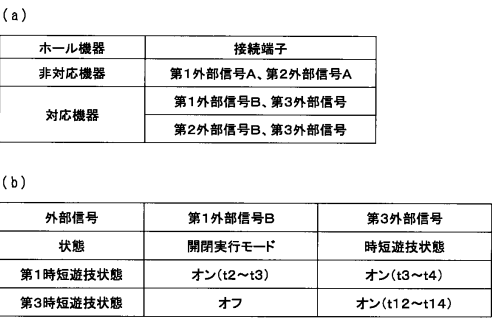 (a)
ホール機器 接続端子
非対応機器 第1外部信号A、第2外部信号A
対応機器 第1外部信号B、第3外部信号
第2外部信号B、第3外部信号
(b)
外部信号 第1外部信号B 第3外部信号
状態 開閉実行モード 時短遊技状態
第1時短遊技状態 オン(t2〜t3) オン(t3〜t4)
第3時短遊技状態 オフ オン(t12〜t14)